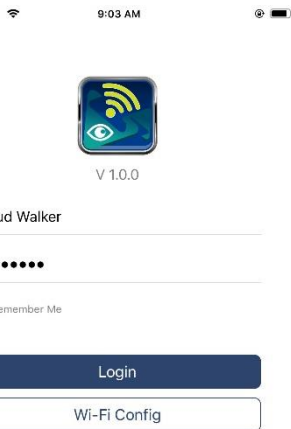 9:03 AM
V 1.0.0
ud Walker
emember Me
Login
Wi-Fi Config